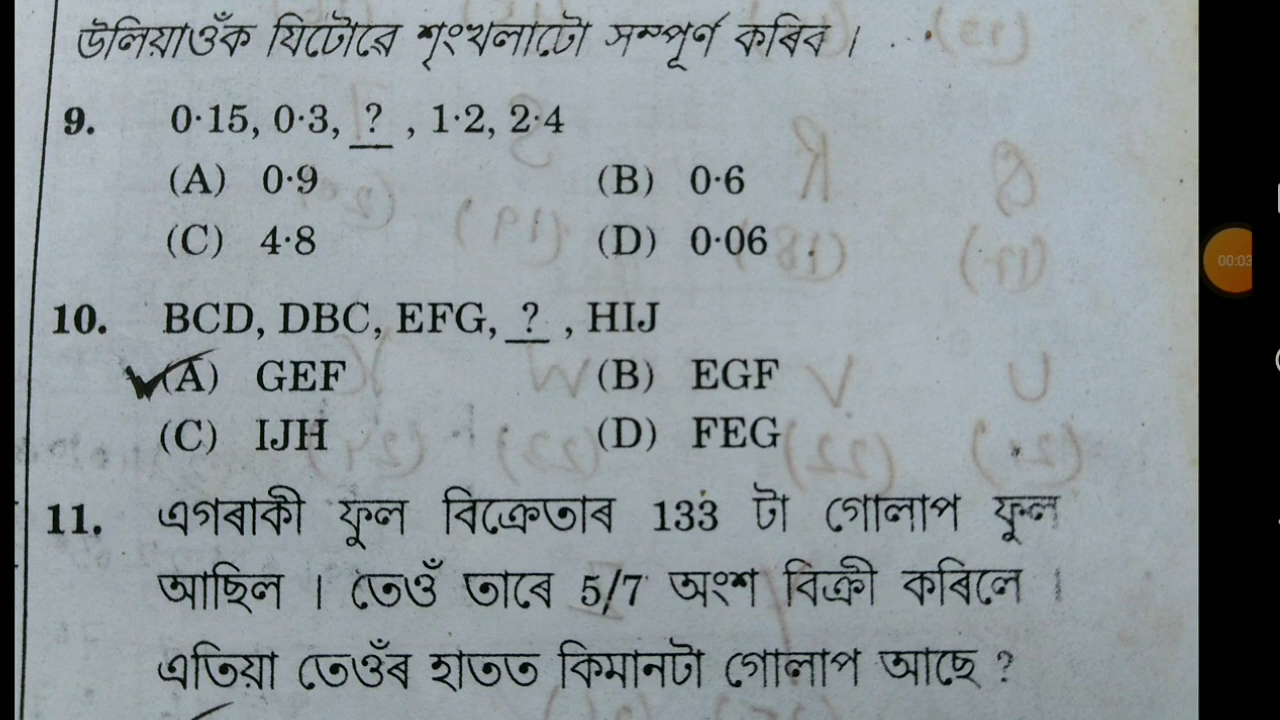 উলিয়াওঁক যিটোৱে শৃংখলাটো সম্পূৰ্ণ কৰিব ।
9. 0·15, 0·3, ? , 1·2, 2·4
(A) 0·9 (B) 0·6
(C) 4·8 (D) 0·06
10. BCD, DBC, EFG, ? , HIJ
(A) GEF (B) EGF
(C) IJH (D) FEG
11. এগৰাকী ফুল বিক্ৰেতাৰ 133 টা গোলাপ ফুল
আছিল । তেওঁ তাৰে 5/7 অংশ বিক্ৰী কৰিলে ।
এতিয়া তেওঁৰ হাতত কিমানটা গোলাপ আছে ?
00:03